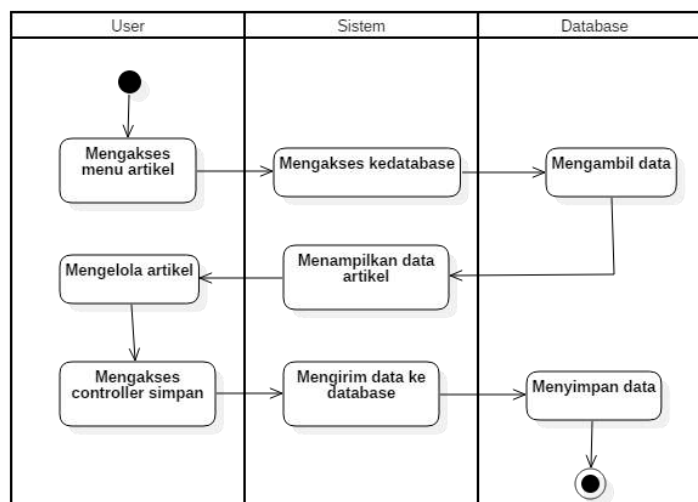 User
Sistem
Database
Mengakses
menu artikel
Mengakses kedatabase
Mengambil data
Mengelola artikel
Menampilkan data
artikel
Mengakses
controller simpan
Mengirim data ke
database
Menyimpan data